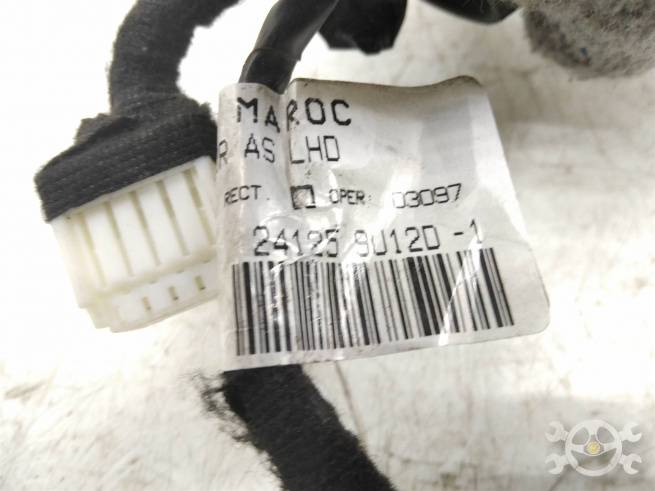 MAROC
R AS LHD
RECT. OPER: 03097
24125 9U12D -1